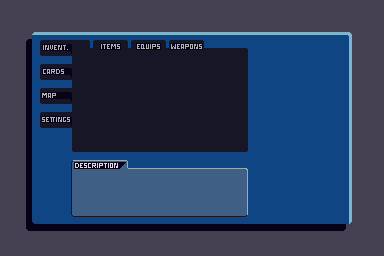 INVENT. ITEMS EQUIPS WEAPONS
CARDS
MAP
SETTINGS
DESCRIPTION